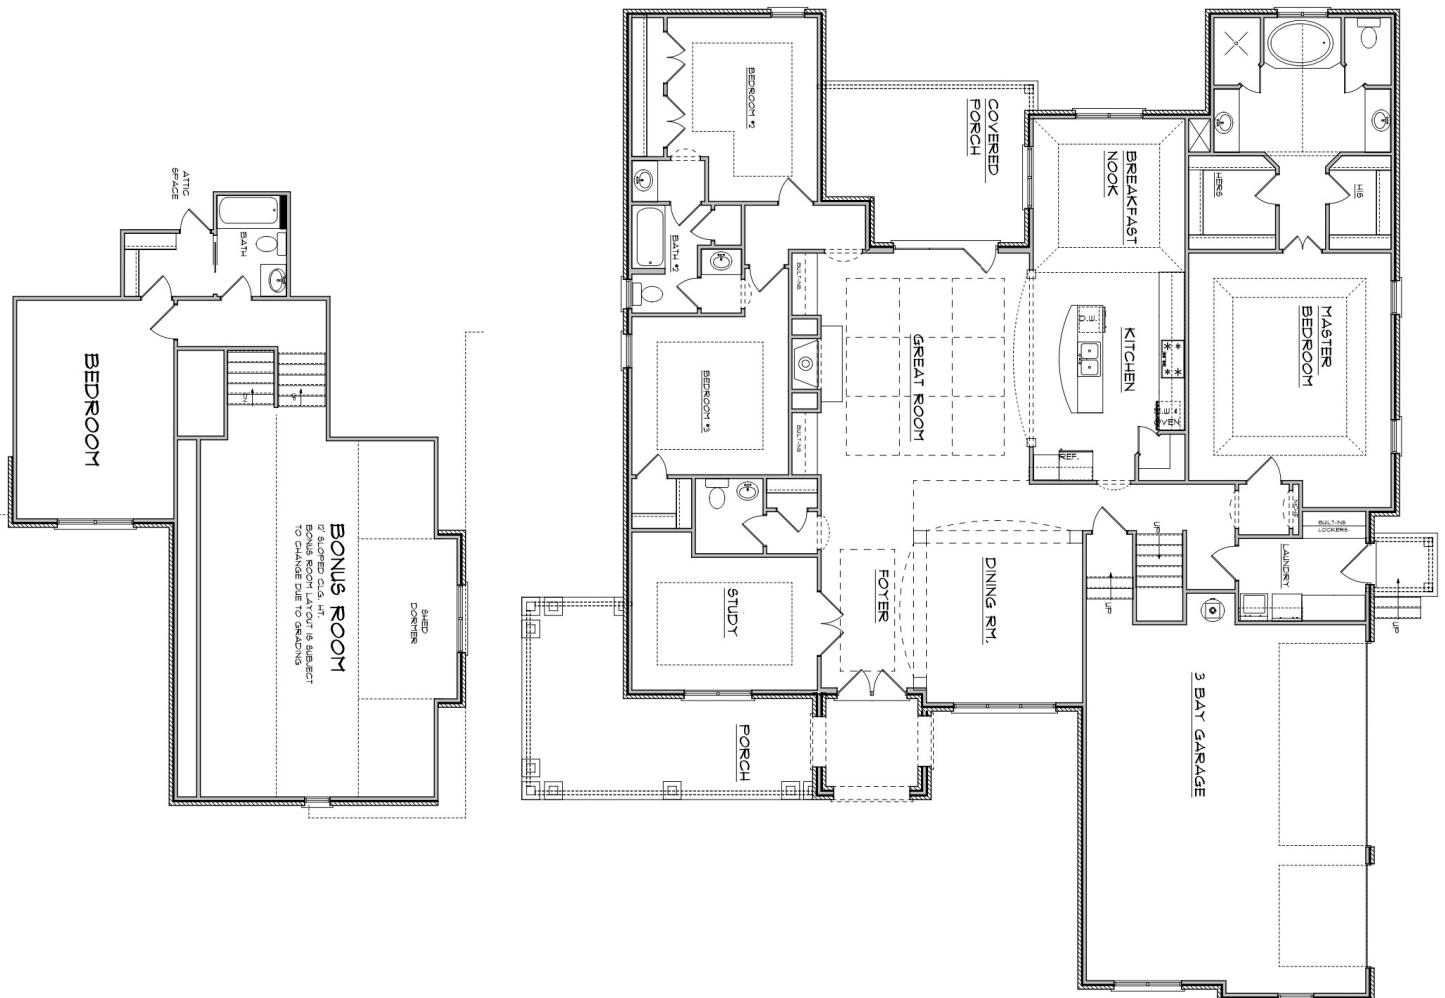 ATTIC
SPACE
BATH
BEDROOM
DN
UP
BONUS ROOM
12' SLOPED CLG. HT.
BONUS ROOM LAYOUT IS SUBJECT
TO CHANGE DUE TO GRADING
SHED
DORMER
BEDROOM #2
BATH #2
BEDROOM #3
BUILT-INS
BUILT-INS
COVERED
PORCH
BREAKFAST
NOOK
HERS
HIS
GREAT ROOM
KITCHEN
REF.
MASTER
BEDROOM
STUDY
FOYER
DINING RM.
UP
UP
NICHE
BUILT-INS
LOCKERS
LAUNDRY
UP
PORCH
3 BAY GARAGE